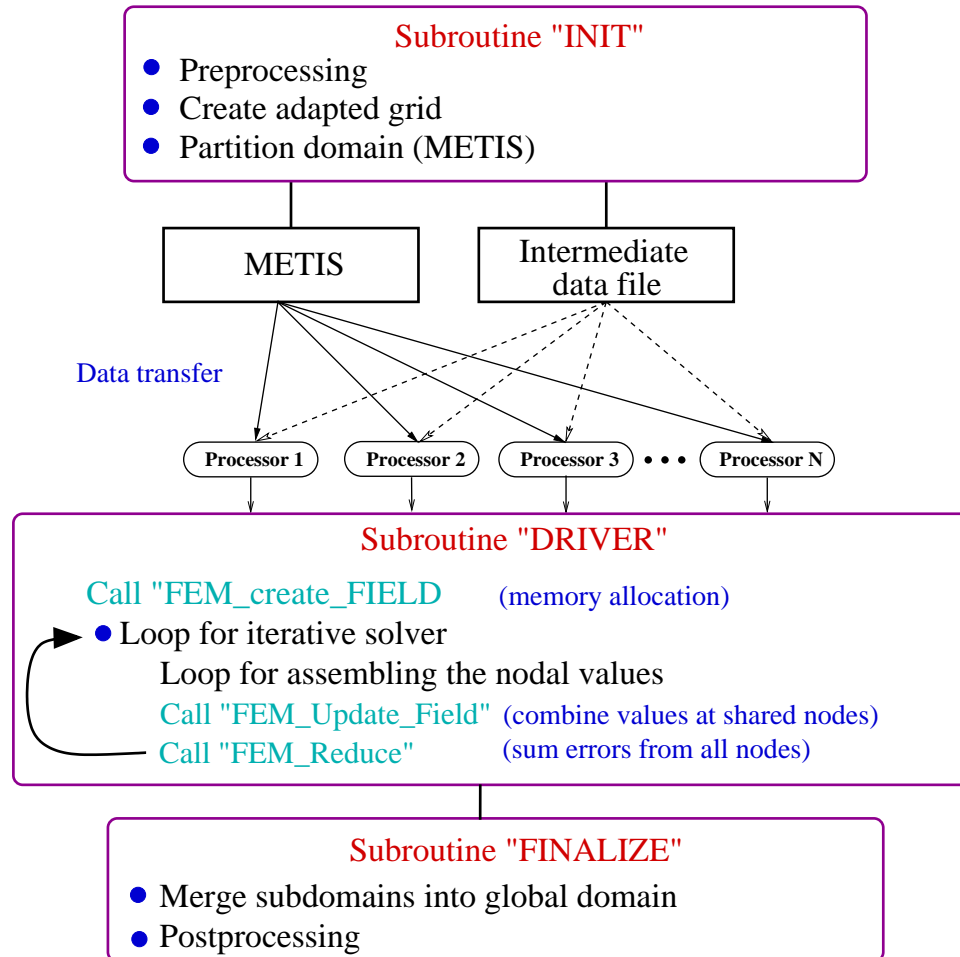 Subroutine "INIT"
Preprocessing
Create adapted grid
Partition domain (METIS)
METIS
Intermediate
data file
Data transfer
Processor 1
Processor 2
Processor 3
Processor N
Subroutine "DRIVER"
Call "FEM_create_FIELD (memory allocation)
Loop for iterative solver
Loop for assembling the nodal values
Call "FEM_Update_Field" (combine values at shared nodes)
Call "FEM_Reduce" (sum errors from all nodes)
Subroutine "FINALIZE"
Merge subdomains into global domain
Postprocessing